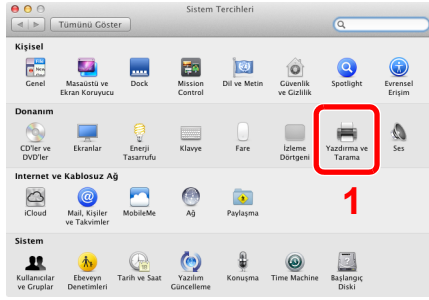 Sistem Tercihleri
Tümünü Göster
Kişisel
Genel
Masaüstü ve
Ekran Koruyucu
Dock
Mission
Control
Dil ve Metin
Güvenlik
ve Gizlilik
Spotlight
Evrensel
Erişim
Donanım
CD'ler ve
DVD'ler
Ekranlar
Enerji
Tasarrufu
Klavye
Fare
İzleme
Dörtgeni
Yazdırma ve
Tarama
Ses
1
Internet ve Kablosuz Ağ
iCloud
Mail, Kişiler
ve Takvimler
MobileMe
Ağ
Paylaşma
Sistem
Kullanıcılar
ve Gruplar
Ebeveyn
Denetimleri
Tarih ve Saat
Yazılım
Güncelleme
Konuşma
Time Machine
Başlangıç
Diski